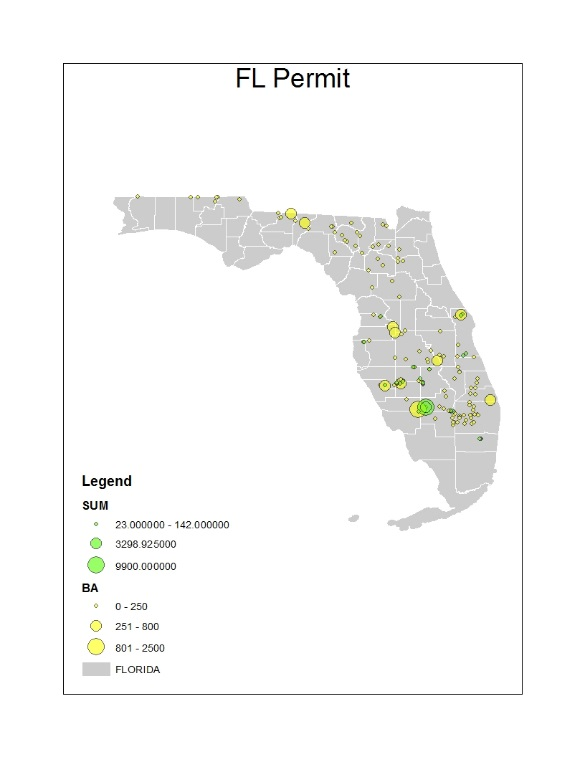 FL Permit
Legend
SUM
23.000000 - 142.000000
3298.925000
9900.000000
BA
0 - 250
251 - 800
801 - 2500
FLORIDA